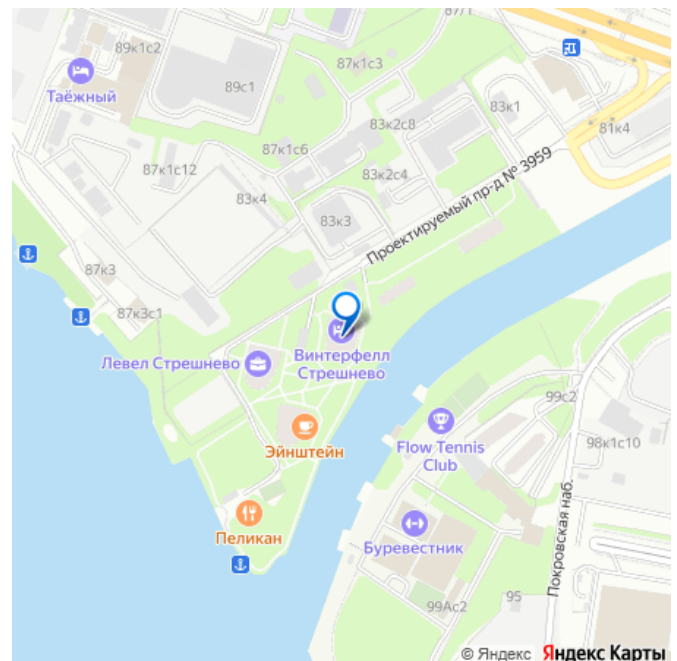 87/1
89к1с2
87к1с3
Таёжный
89с1
83к2с8
83к1
81к4
87к1с6
87к1с12
83к2с4
83к4
83к3
Проектируемый пр-д № 3959
87к3
87к3с1
Левел Стрешнево
Винтерфелл
Стрешнево
99с2
Flow Tennis
Club
98к1с10
Эйнштейн
Пеликан
Буревестник
Покровская наб.
95
99Ас2
© Яндекс Яндекс Карты